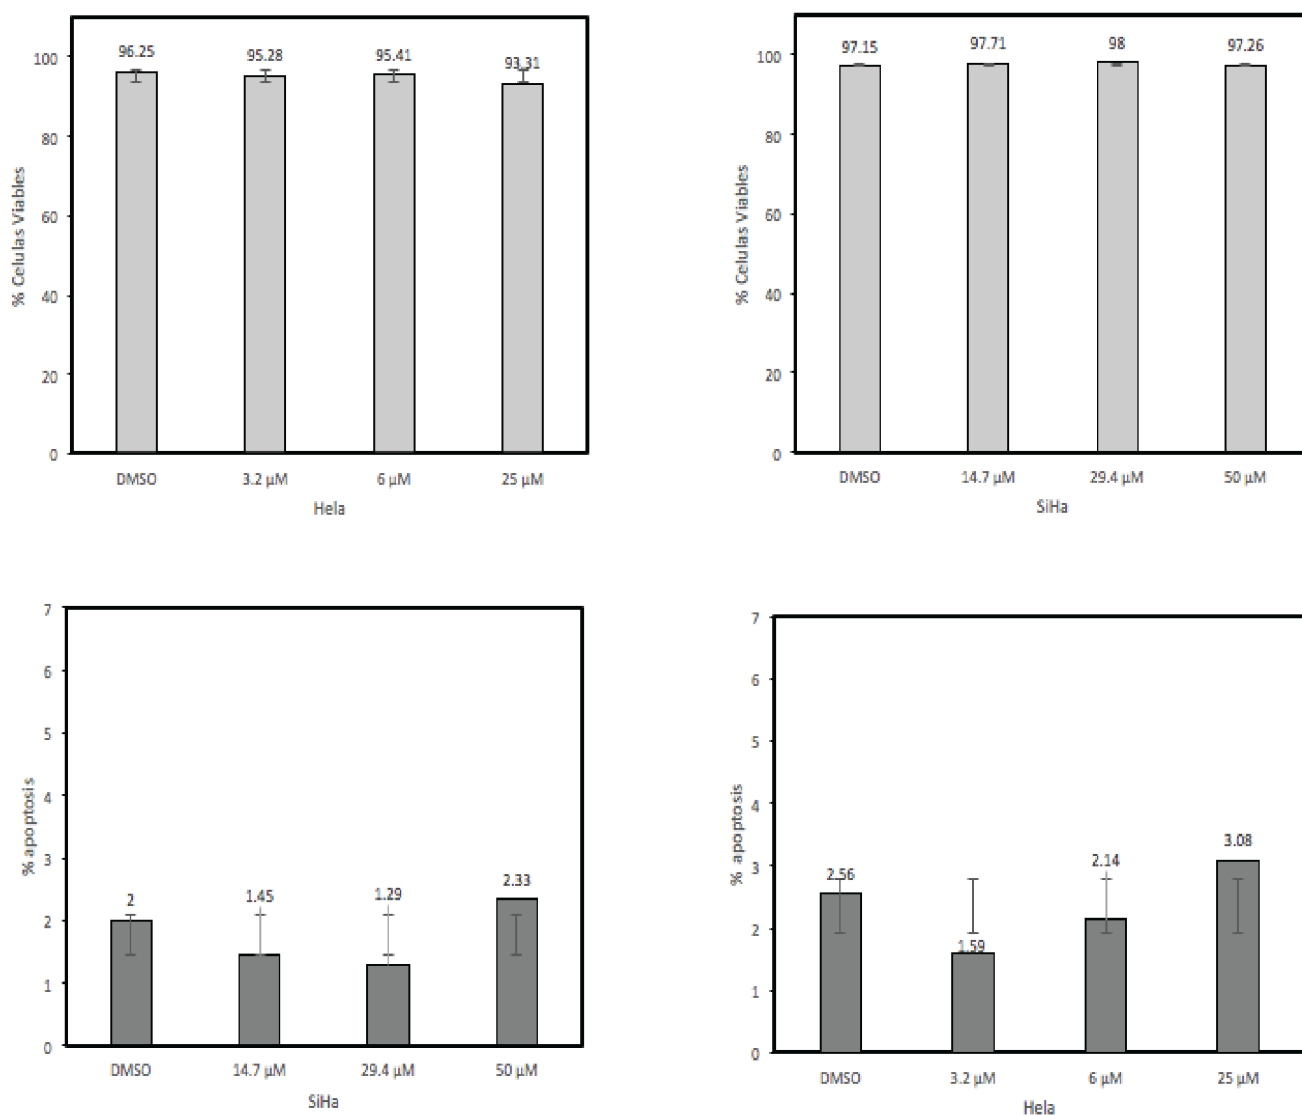 96.25
95.28
95.41
93.31
100
80
60
40
20
0
% Celulas Viables
DMSO
3.2 µM
6 µM
25 µM
Hela
97.15
97.71
98
97.26
100
80
60
40
20
0
% Celulas Viables
DMSO
14.7 µM
29.4 µM
50 µM
SiHa
7
6
5
4
3
2
1
0
% apoptosis
2
1.45
1.29
2.33
DMSO
14.7 µM
29.4 µM
50 µM
SiHa
7
6
5
4
3
2
1
0
% apoptosis
2.56
1.59
2.14
3.08
DMSO
3.2 µM
6 µM
25 µM
Hela